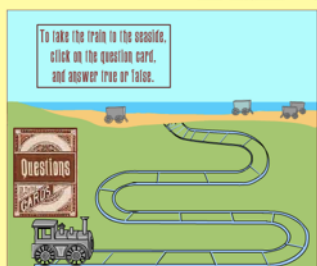 To take the train to the seaside,
click on the question card,
and answer true or false.
Questions
CARDS